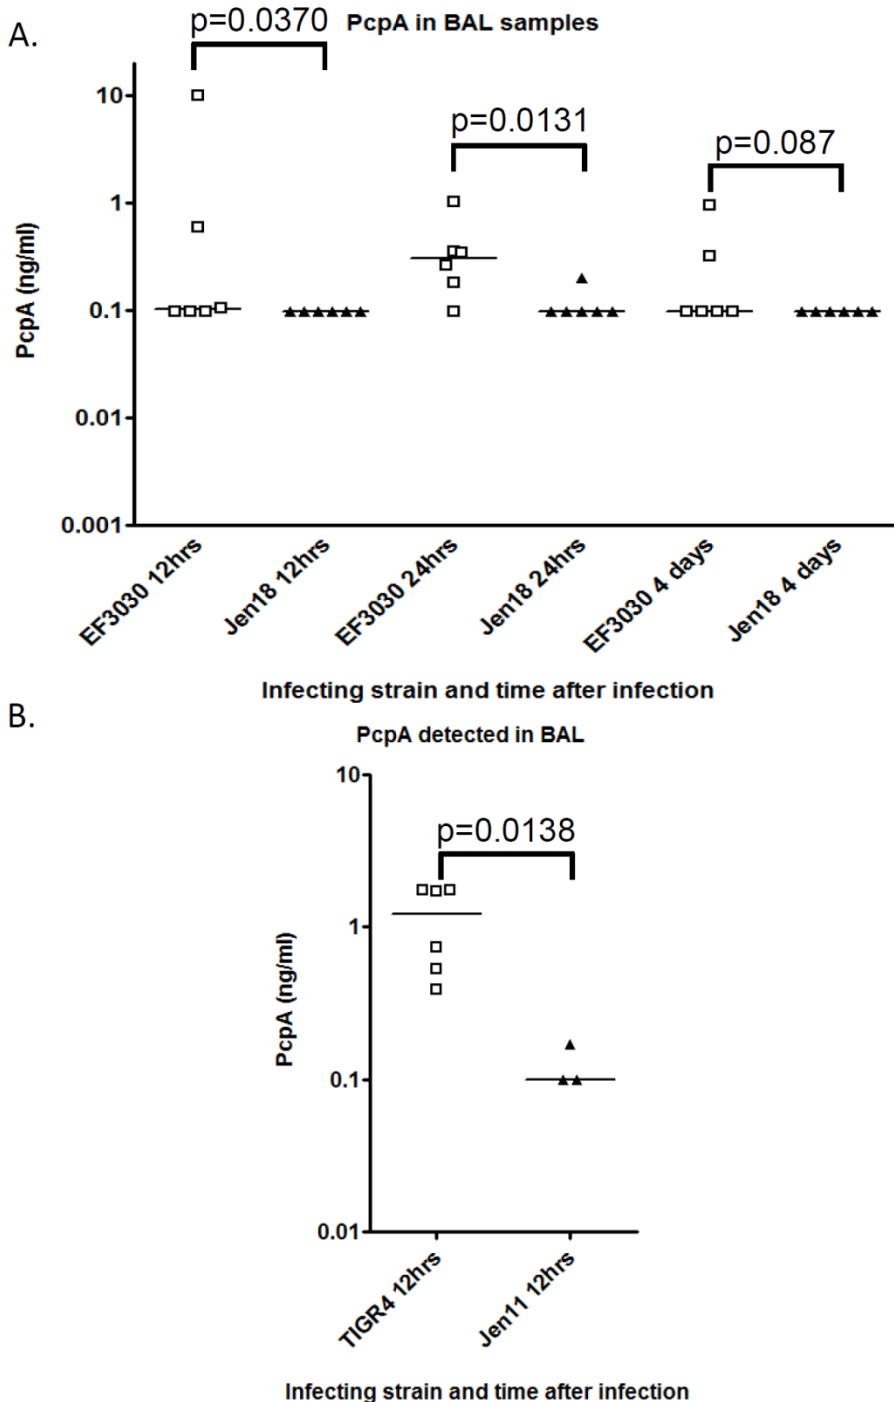 A.
p=0.0370
PcpA in BAL samples
p=0.0131
p=0.087
10
1
0.1
0.01
0.001
PcpA (ng/ml)
EF3030 12hrs
Jen18 12hrs
EF3030 24hrs
Jen18 24hrs
EF3030 4 days
Jen18 4 days
Infecting strain and time after infection
B.
PcpA detected in BAL
p=0.0138
10
1
0.1
0.01
PcpA (ng/ml)
TIGR4 12hrs
Jen11 12hrs
Infecting strain and time after infection